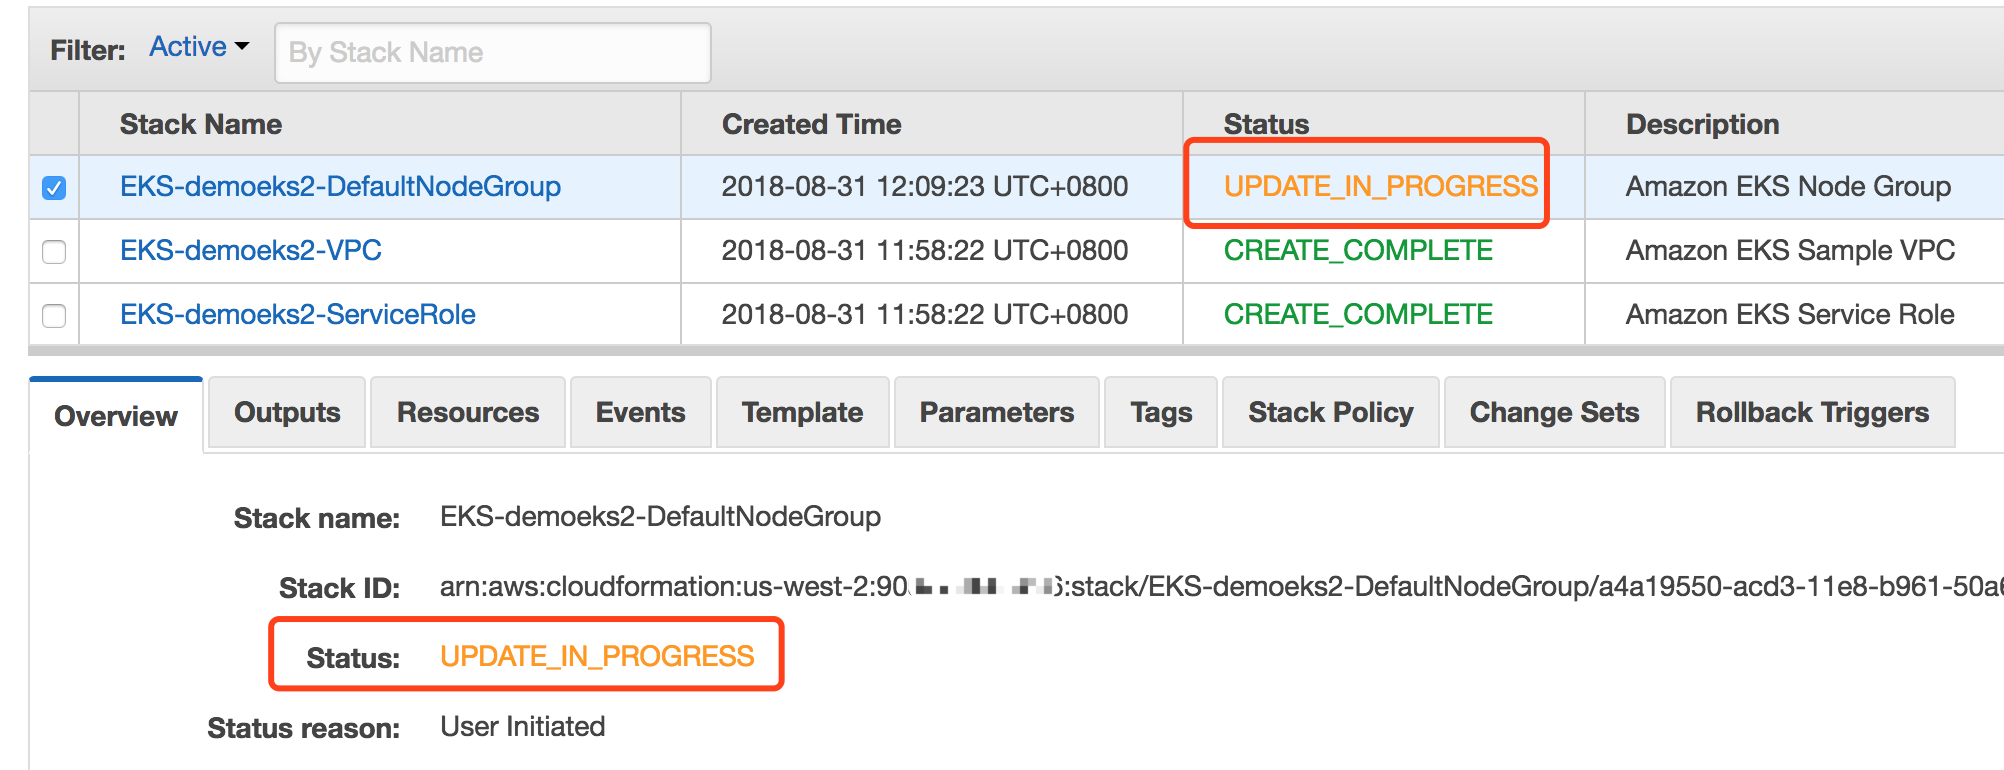 Filter: Active By Stack Name
Stack Name Created Time Status Description
EKS-demoeks2-DefaultNodeGroup 2018-08-31 12:09:23 UTC+0800 UPDATE_IN_PROGRESS Amazon EKS Node Group
EKS-demoeks2-VPC 2018-08-31 11:58:22 UTC+0800 CREATE_COMPLETE Amazon EKS Sample VPC
EKS-demoeks2-ServiceRole 2018-08-31 11:58:22 UTC+0800 CREATE_COMPLETE Amazon EKS Service Role
Overview Outputs Resources Events Template Parameters Tags Stack Policy Change Sets Rollback Triggers
Stack name: EKS-demoeks2-DefaultNodeGroup
Stack ID: arn:aws:cloudformation:us-west-2:90 :stack/EKS-demoeks2-DefaultNodeGroup/a4a19550-acd3-11e8-b961-50a
Status: UPDATE_IN_PROGRESS
Status reason: User Initiated